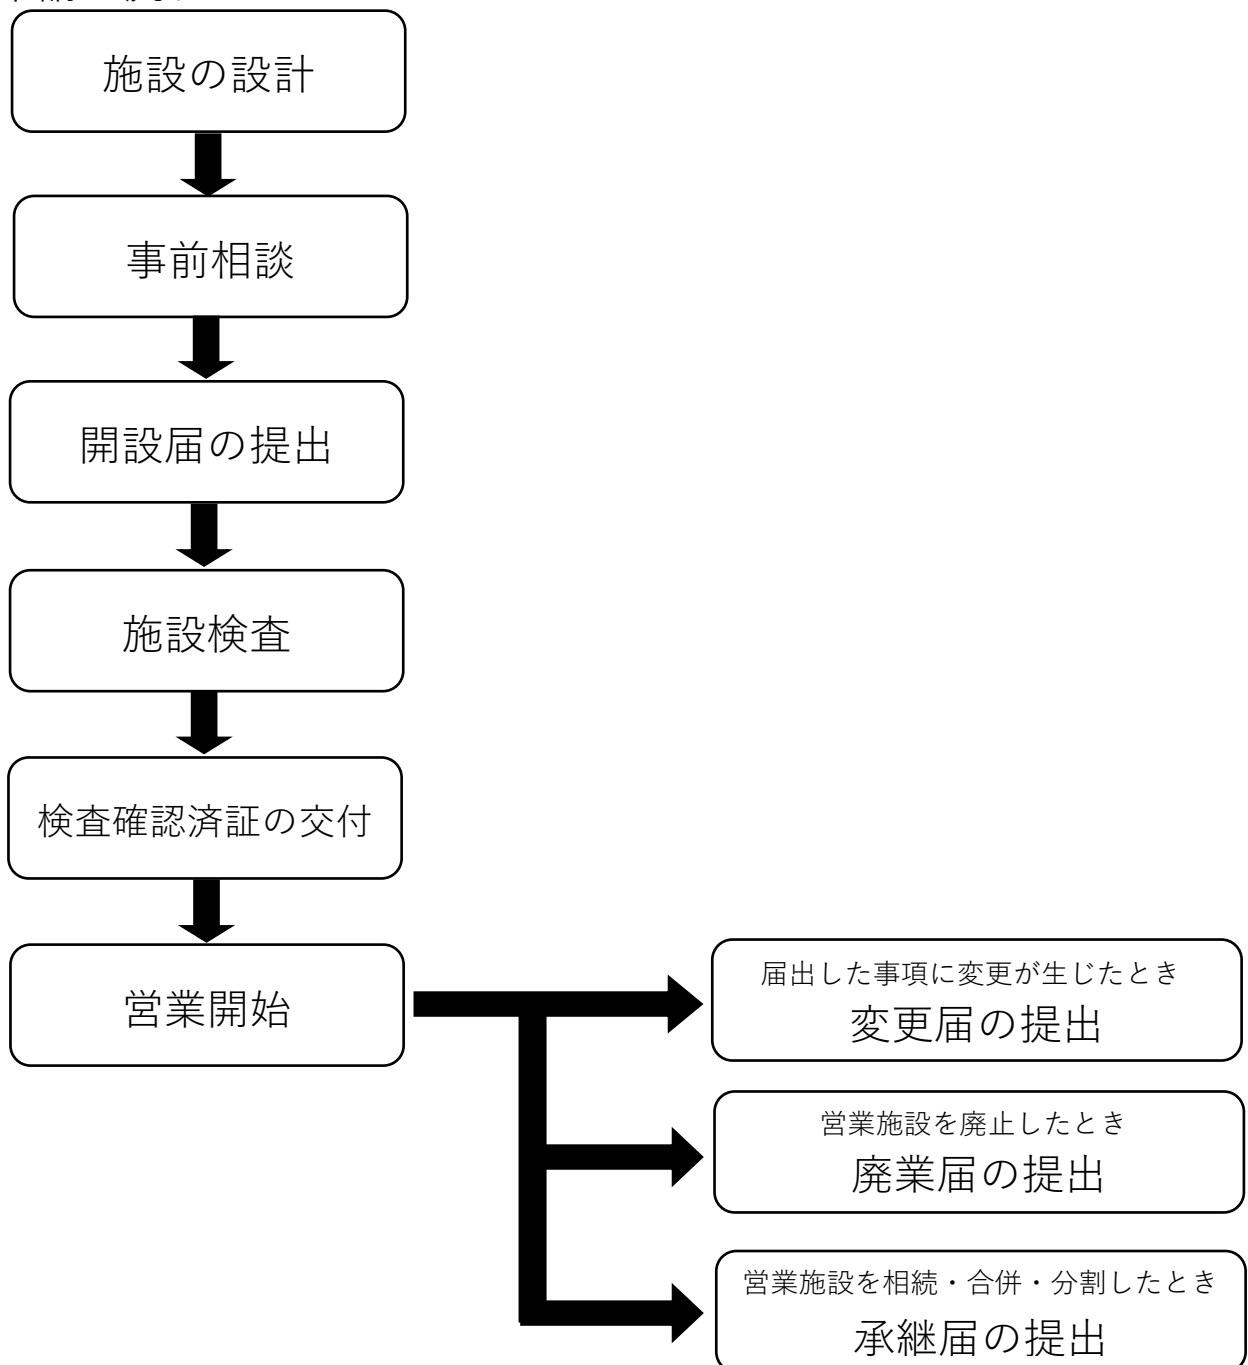 施設の設計
事前相談
開設届の提出
施設検査
検査確認済証の交付
営業開始
届出した事項に変更が生じたとき
変更届の提出
営業施設を廃止したとき
廃業届の提出
営業施設を相続・合併・分割したとき
承継届の提出